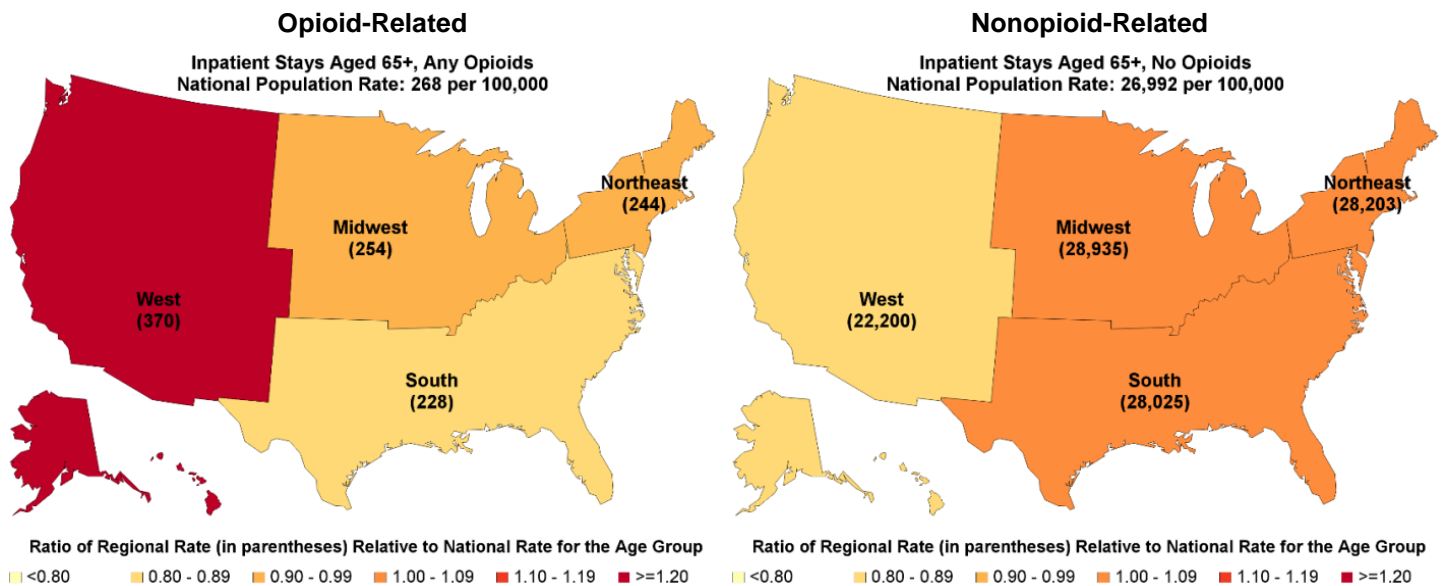 Opioid-Related
Inpatient Stays Aged 65+, Any Opioids
National Population Rate: 268 per 100,000
Northeast
(244)
Midwest
(254)
West
(370)
South
(228)
Ratio of Regional Rate (in parentheses) Relative to National Rate for the Age Group
<0.80 0.80 - 0.89 0.90 - 0.99 1.00 - 1.09 1.10 - 1.19 >=1.20
Nonopioid-Related
Inpatient Stays Aged 65+, No Opioids
National Population Rate: 26,992 per 100,000
Northeast
(28,203)
Midwest
(28,935)
West
(22,200)
South
(28,025)
Ratio of Regional Rate (in parentheses) Relative to National Rate for the Age Group
<0.80 0.80 - 0.89 0.90 - 0.99 1.00 - 1.09 1.10 - 1.19 >=1.20